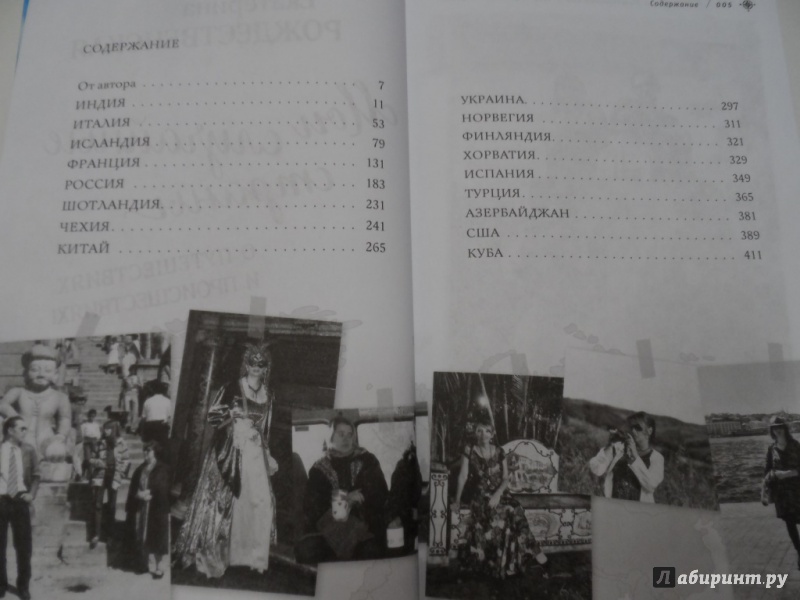 Содержание / 005
СОДЕРЖАНИЕ
От автора 7
ИНДИЯ 11
ИТАЛИЯ 53
ИСЛАНДИЯ 79
ФРАНЦИЯ 131
РОССИЯ 183
ШОТЛАНДИЯ. 231
ЧЕХИЯ 241
КИТАЙ 265
УКРАИНА. 297
НОРВЕГИЯ 311
ФИНЛЯНДИЯ. 321
ХОРВАТИЯ 329
ИСПАНИЯ 349
ТУРЦИЯ. 365
АЗЕРБАЙДЖАН 381
США 389
КУБА 411
Лабиринт.ру